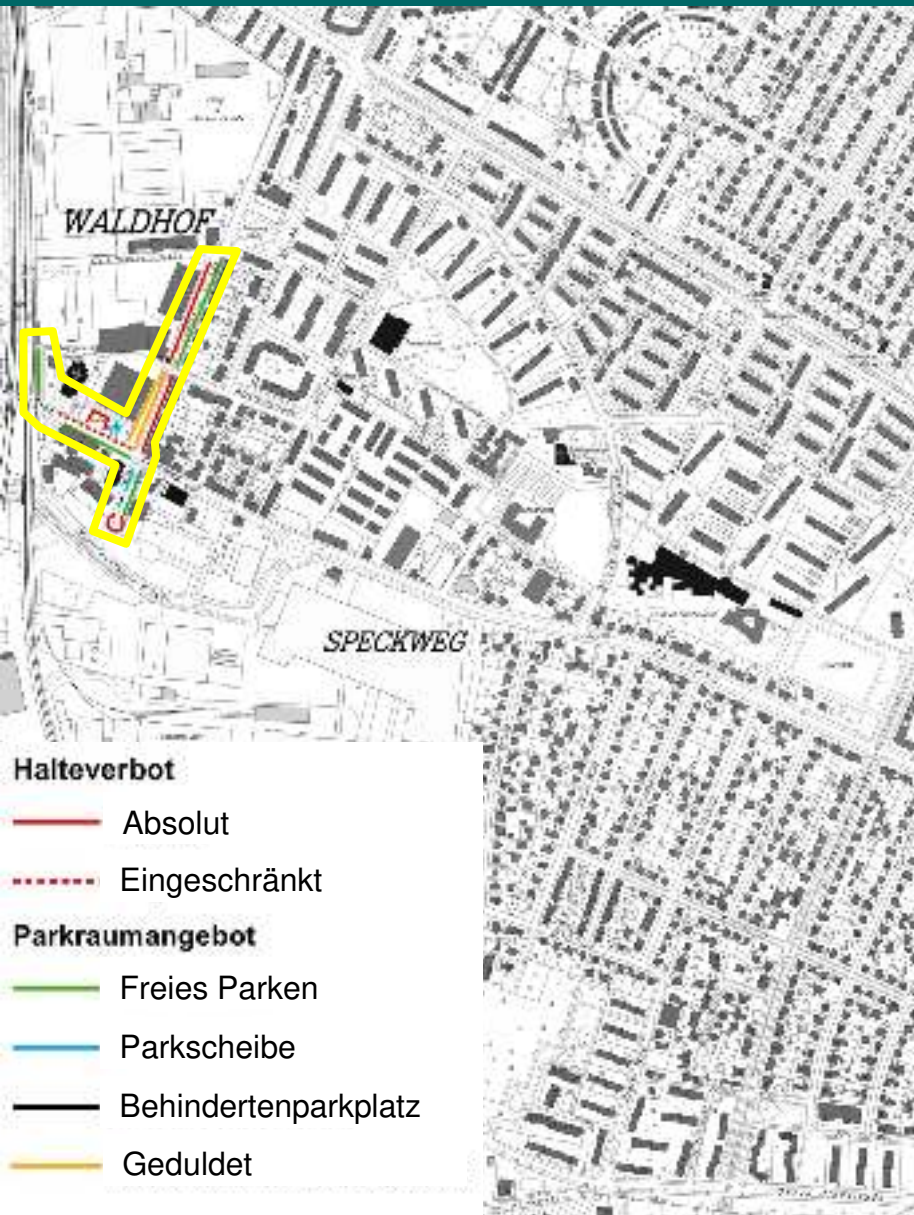 WALDHOF
SPECKWEG
Halteverbot
Absolut
Eingeschränkt
Parkraumangebot
Freies Parken
Parkscheibe
Behindertenparkplatz
Geduldet